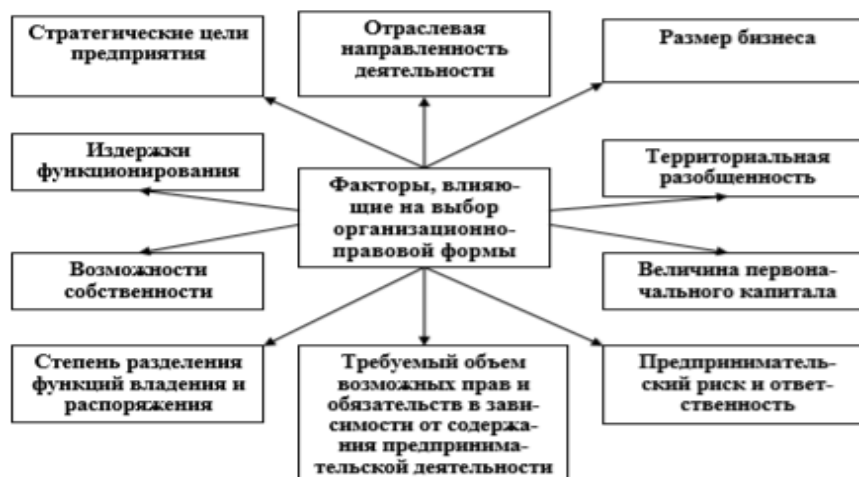 Стратегические цели
предприятия
Отраслевая
направленность
деятельности
Размер бизнеса
Издержки
функционирования
Факторы, влияю-
щие на выбор
организационно-
правовой формы
Территориальная
разобщенность
Возможности
собственности
Величина первона-
чального капитала
Степень разделения
функций владения и
распоряжения
Требуемый объем
возможных прав и
обязательств в зави-
симости от содержа-
ния предпринима-
тельской деятельности
Предприниматель-
ский риск и ответ-
ственность